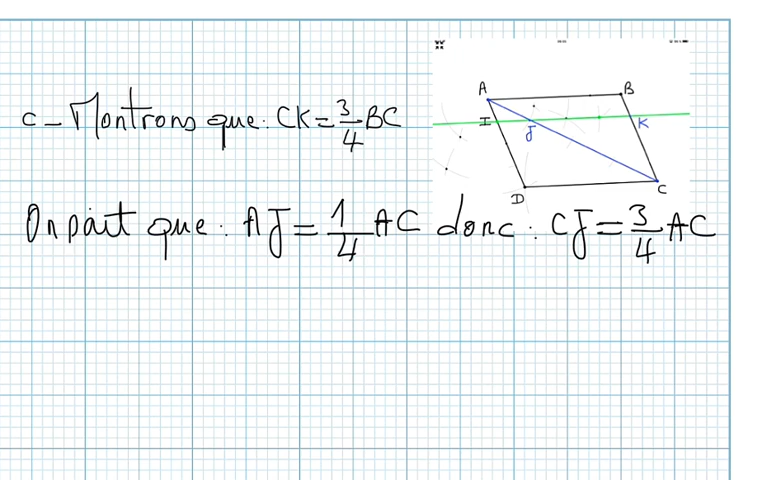 c - Montrons que : CK = 3/4 BC
A
B
I
J
K
D
C
On sait que : AJ = 1/4 AC donc : CJ = 3/4 AC